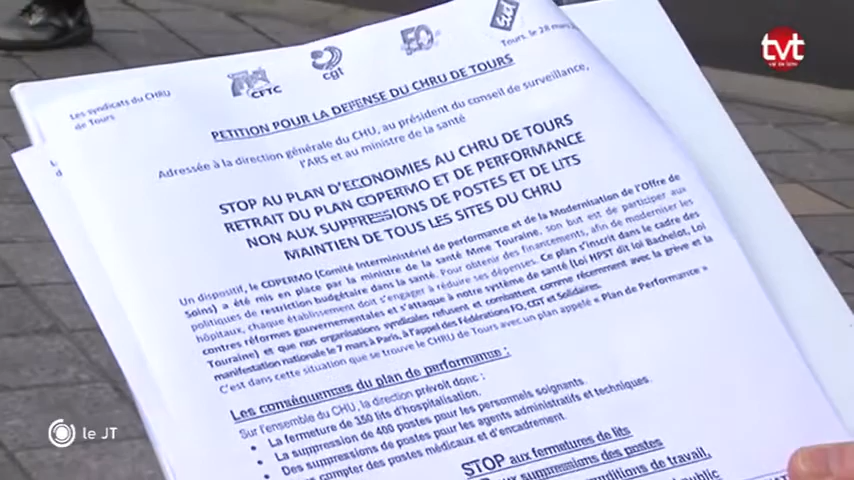 tvt
val de loire
Les syndicats du CHRU
de Tours
CFTC
cgt
FO
Sud
Tours, le 28 mars
PETITION POUR LA DEFENSE DU CHRU DE TOURS
Adressée à la direction générale du CHU, au président du conseil de surveillance,
l'ARS et au ministre de la santé
STOP AU PLAN D'ECONOMIES AU CHRU DE TOURS
RETRAIT DU PLAN COPERMO ET DE PERFORMANCE
NON AUX SUPPRESSIONS DE POSTES ET DE LITS
MAINTIEN DE TOUS LES SITES DU CHRU
Un dispositif, le COPERMO (Comité Interministériel de performance et de la Modernisation de l'Offre de
Soins) a été mis en place par la ministre de la santé Mme Touraine, son but est de participer aux
politiques de restriction budgétaire dans la santé. Pour obtenir des financements, afin de moderniser les
hôpitaux, chaque établissement doit s'engager à réduire ses dépenses. Ce plan s'inscrit dans le cadre des
contres réformes gouvernementales et s'attaque à notre système de santé (Loi HPST dit loi Bachelot, Loi
Touraine) et que nos organisations syndicales refusent et combattent comme récemment avec la grève et la
manifestation nationale le 7 mars à Paris, à l'appel des Fédérations FO, CGT et Solidaires.
C'est dans cette situation que se trouve le CHRU de Tours avec un plan appelé « Plan de Performance »
Les conséquences du plan de performance :
Sur l'ensemble du CHU, la direction prévoit donc :
• La fermeture de 350 lits d'hospitalisation.
• La suppression de 400 postes pour les personnels soignants.
• Des suppressions de postes pour les agents administratifs et techniques.
compter des postes médicaux et d'encadrement.
STOP aux fermetures de lits
aux suppressions de postes
conditions de travail,
public
le JT